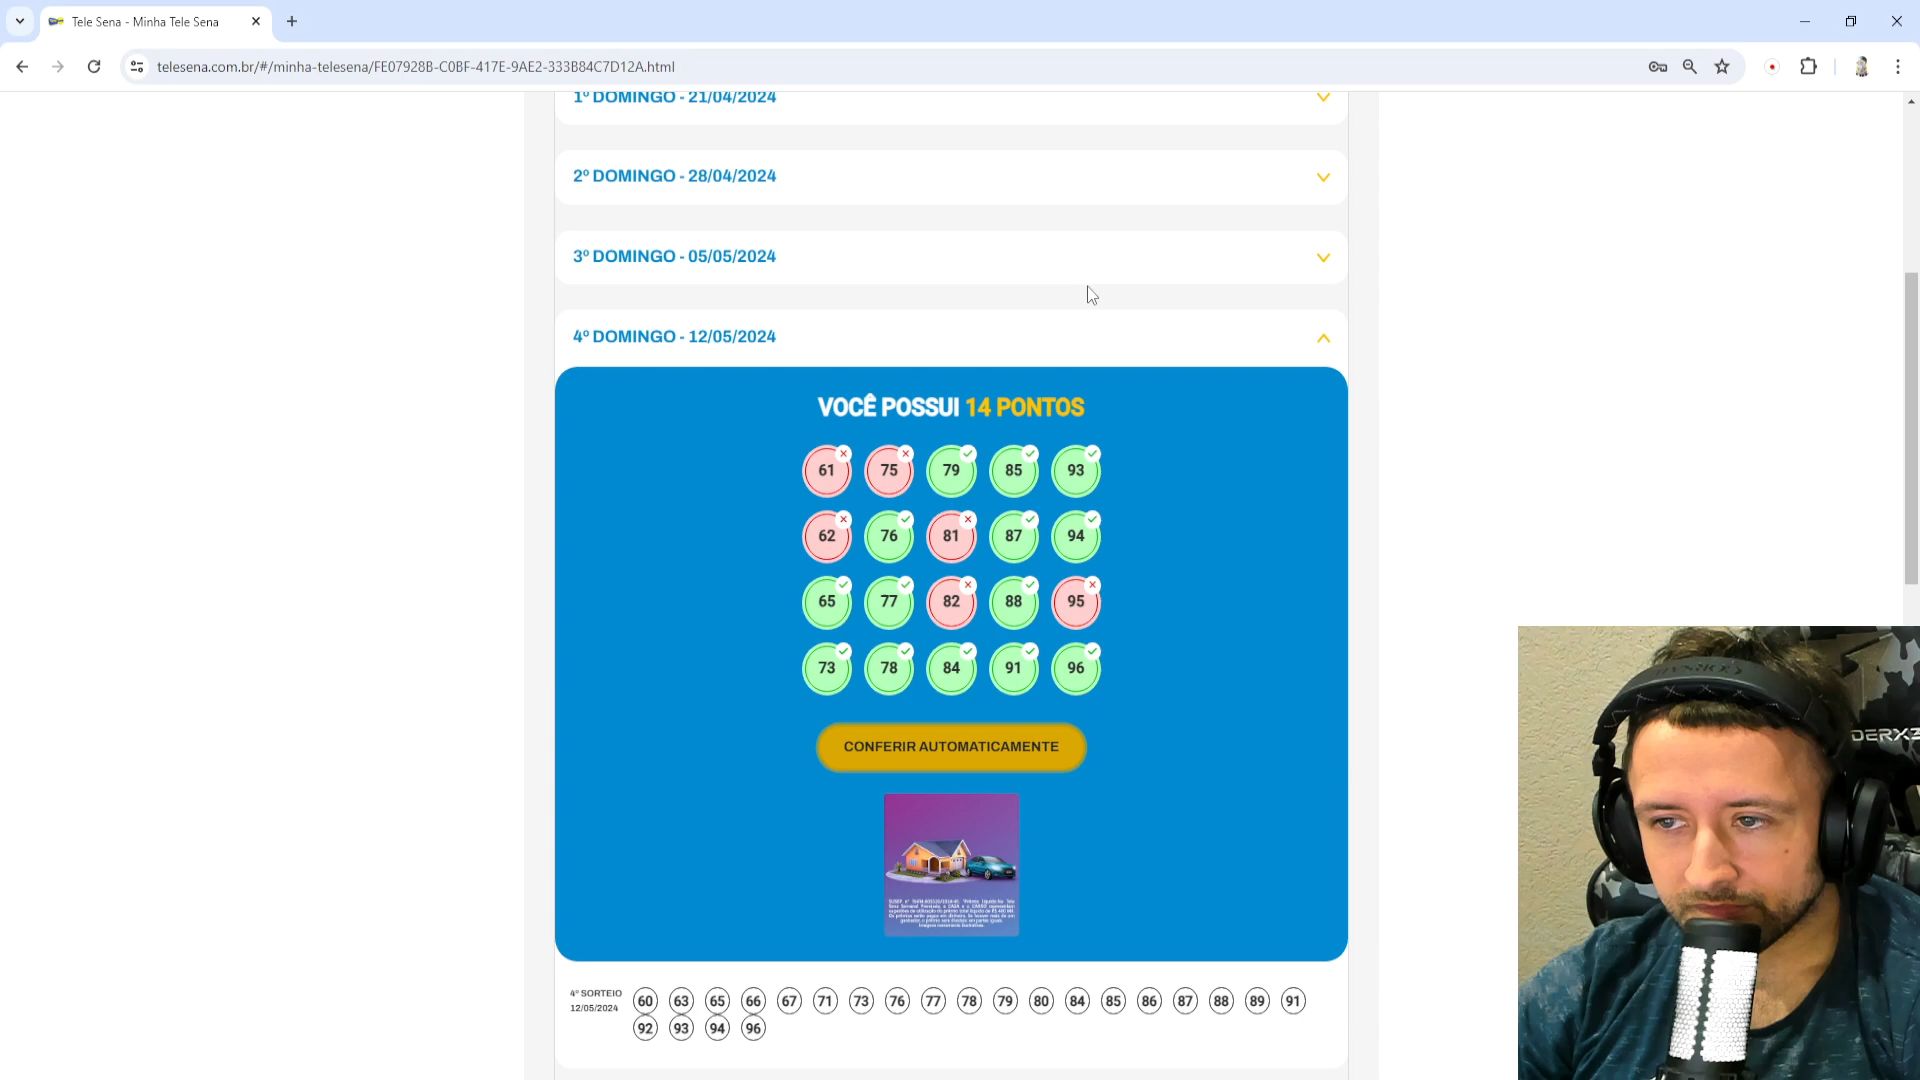 Tele Sena - Minha Tele Sena
telesena.com.br/#/minha-telesena/FE07928B-C0BF-417E-9AE2-333B84C7D12A.html
1º DOMINGO - 21/04/2024
2º DOMINGO - 28/04/2024
3º DOMINGO - 05/05/2024
4º DOMINGO - 12/05/2024
VOCÊ POSSUI 14 PONTOS
61 75 79 85 93
62 76 81 87 94
65 77 82 88 95
73 78 84 91 96
CONFERIR AUTOMATICAMENTE
4º SORTEIO
12/05/2024
60 63 65 66 67 71 73 76 77 78 79 80 84 85 86 87 88 89 91
92 93 94 96